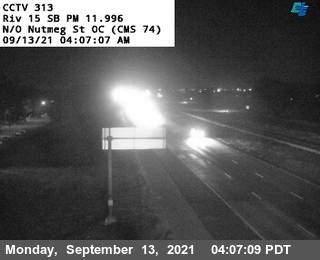 CCTV 313
Riv 15 SB PM 11.996
N/O Nutmeg St OC (CMS 74)
09/13/21 04:07:07 AM
Monday, September 13, 2021 04:07:09 PDT